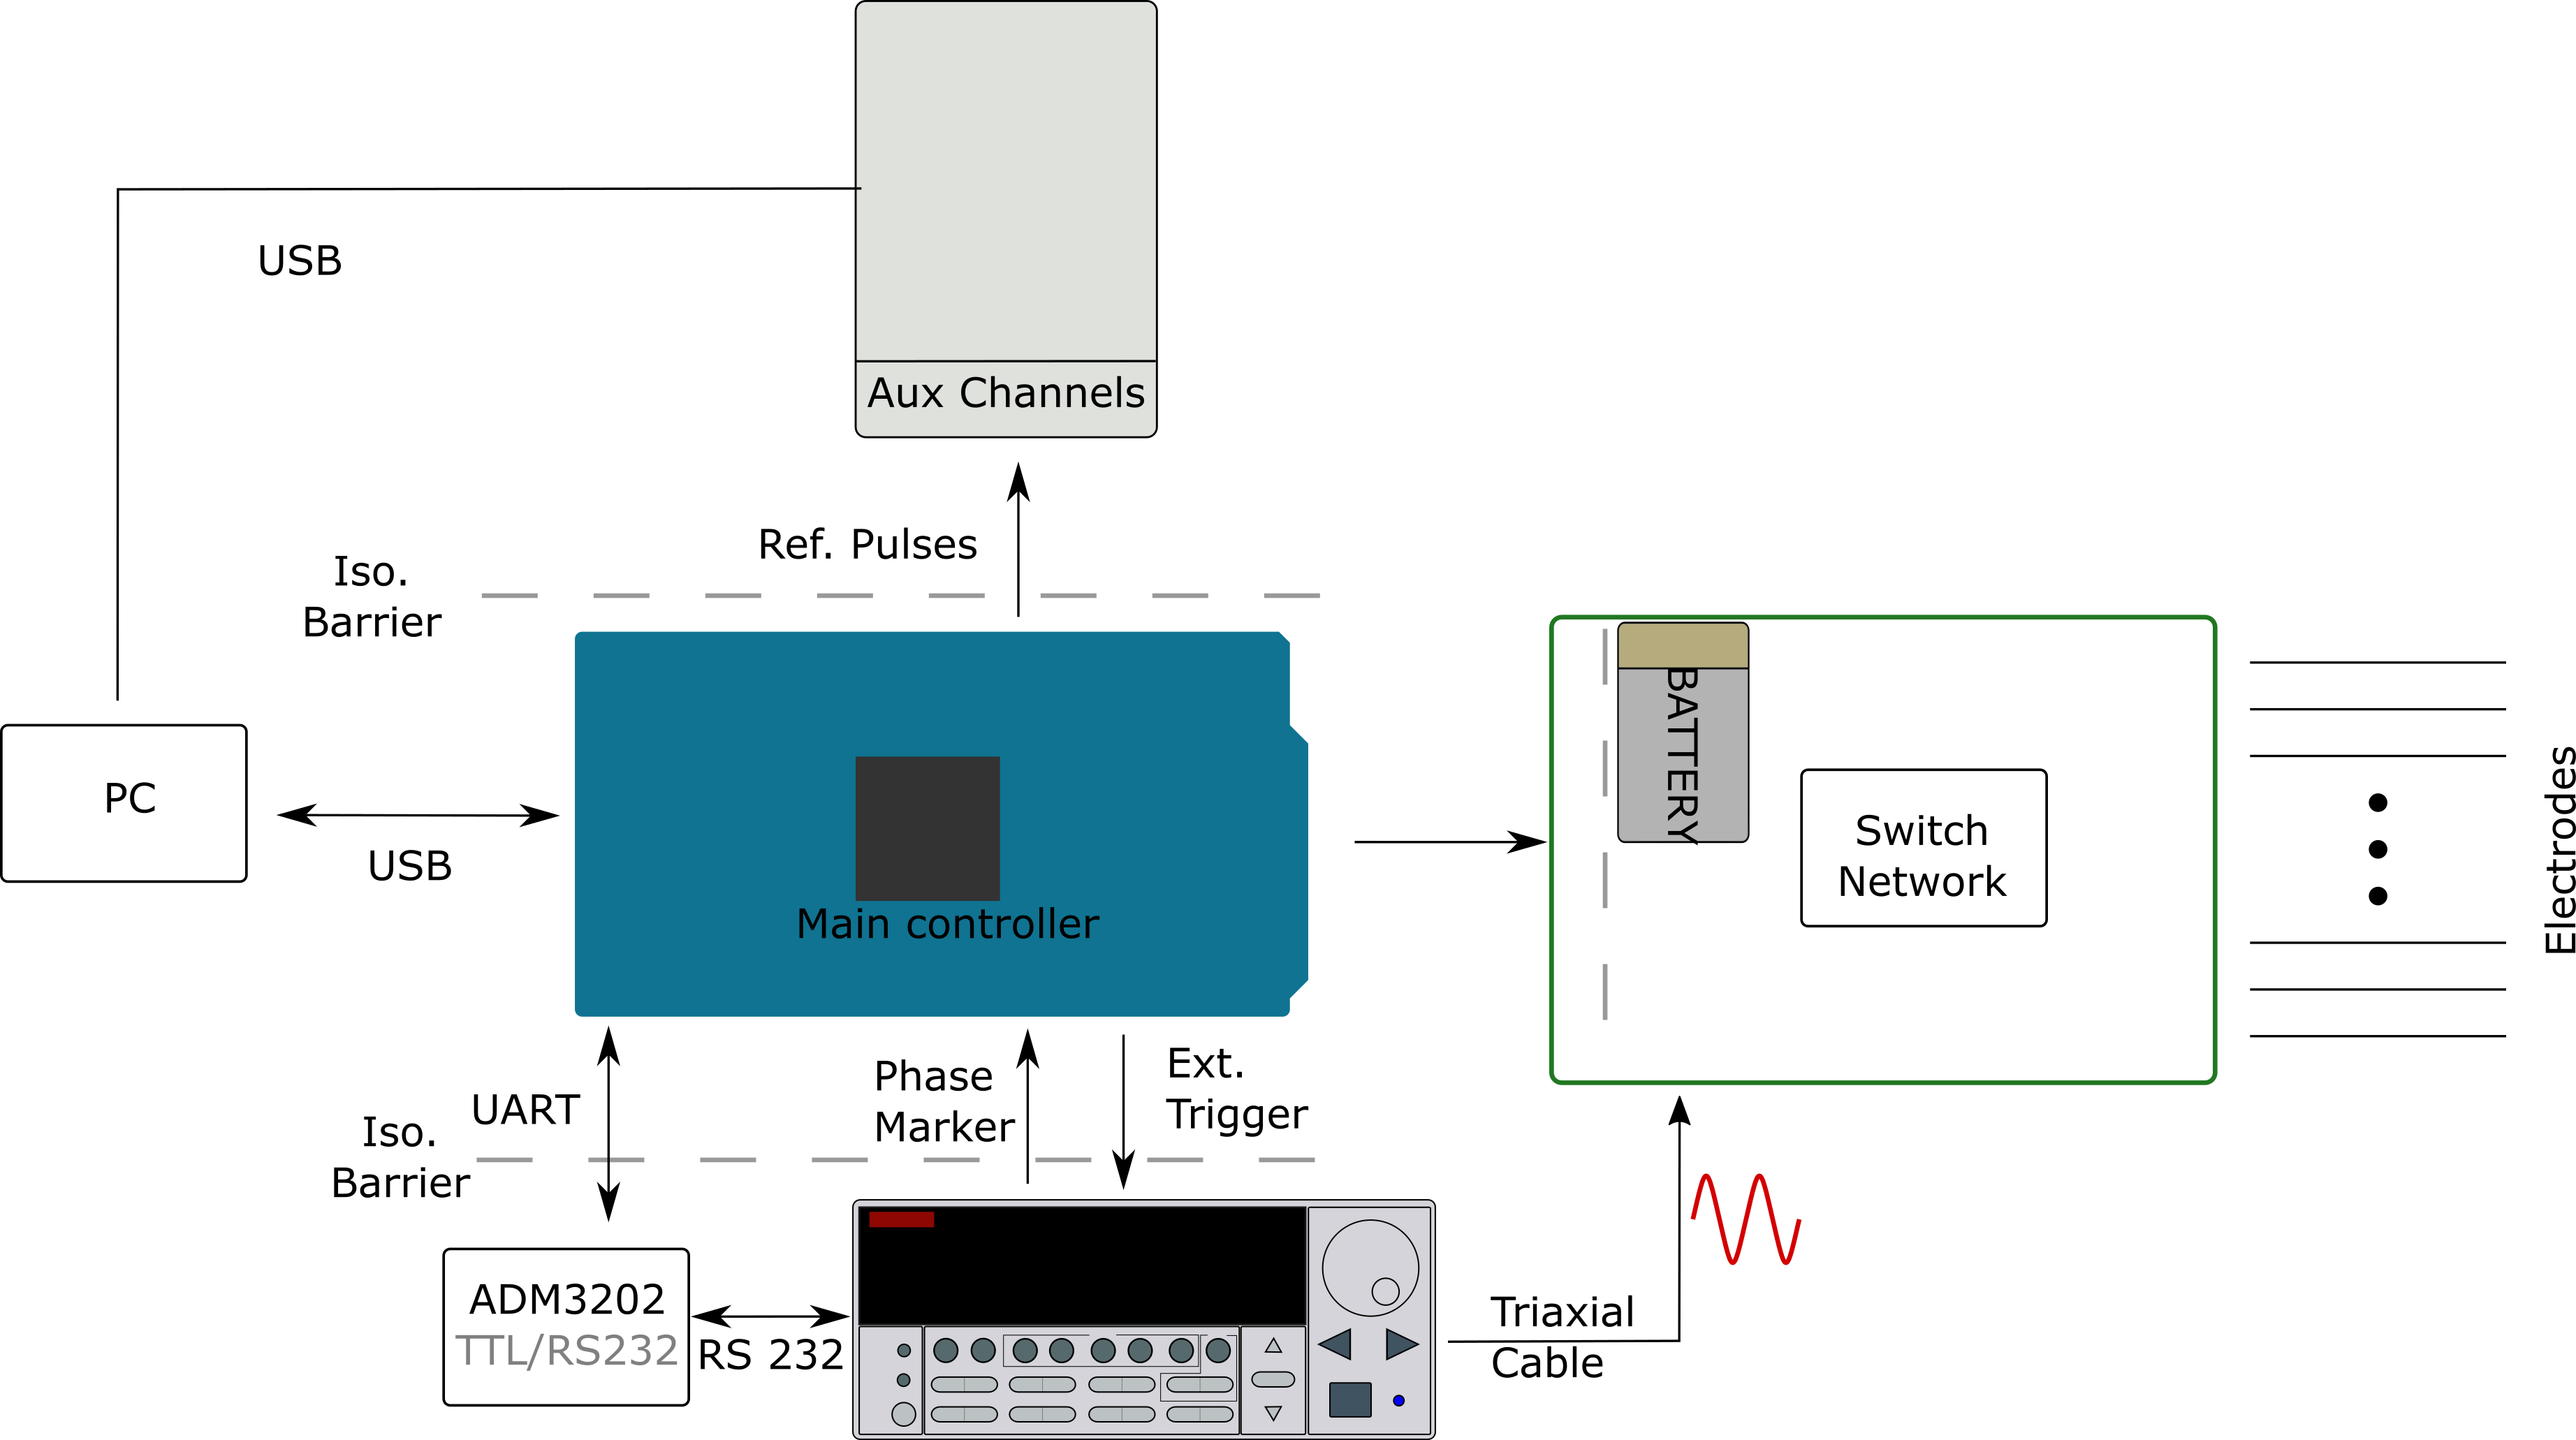 USB
Aux Channels
Ref. Pulses
Iso.
Barrier
PC
USB
Main controller
BATTERY
Switch
Network
Electrodes
UART
Iso.
Barrier
Phase
Marker
Ext.
Trigger
ADM3202
TTL/RS232
RS 232
Triaxial
Cable